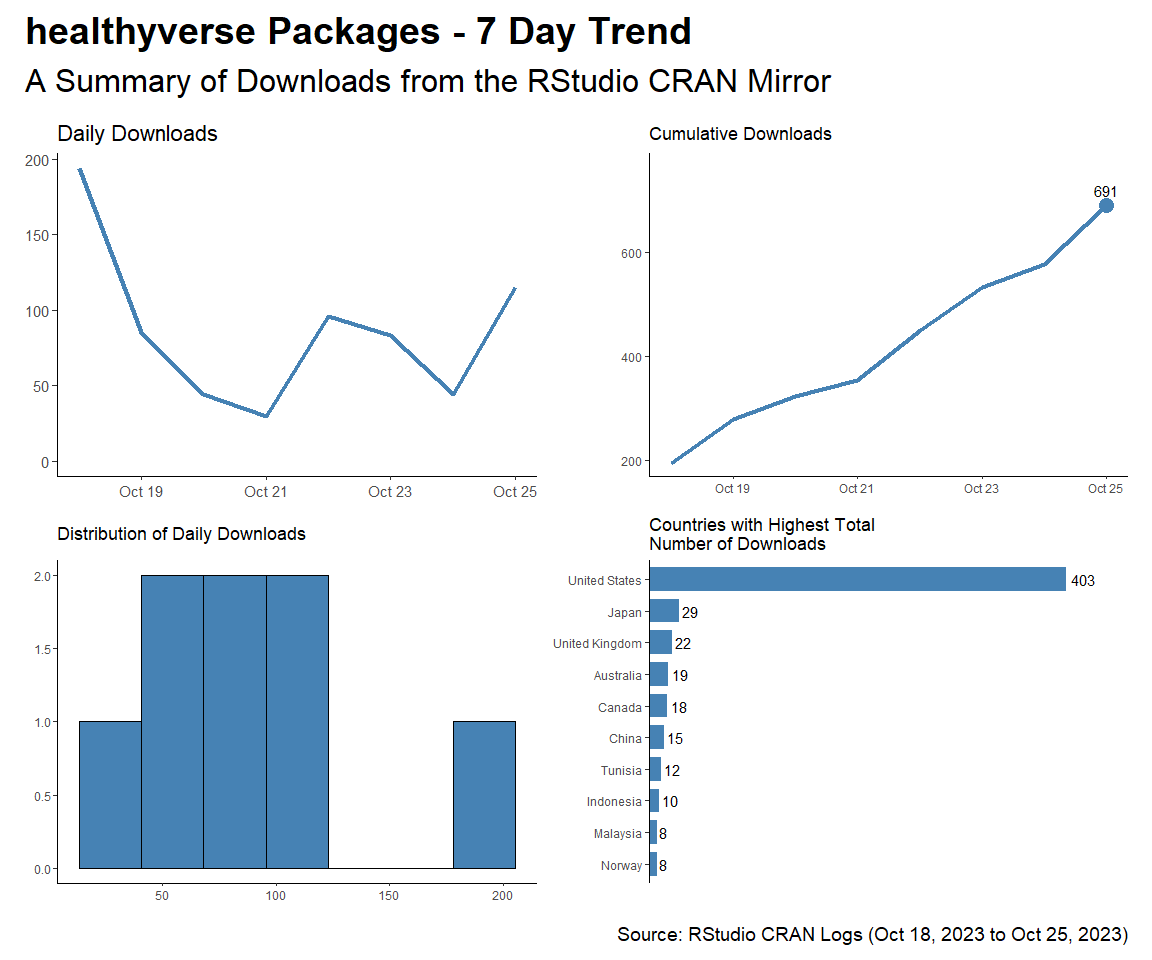 healthyverse Packages - 7 Day Trend
A Summary of Downloads from the RStudio CRAN Mirror
Daily Downloads
200
150
100
50
0
Oct 19 Oct 21 Oct 23 Oct 25
Cumulative Downloads
691
600
400
200
Oct 19 Oct 21 Oct 23 Oct 25
Distribution of Daily Downloads
2.0
1.5
1.0
0.5
0.0
50 100 150 200
Countries with Highest Total
Number of Downloads
United States 403
Japan 29
United Kingdom 22
Australia 19
Canada 18
China 15
Tunisia 12
Indonesia 10
Malaysia 8
Norway 8
Source: RStudio CRAN Logs (Oct 18, 2023 to Oct 25, 2023)